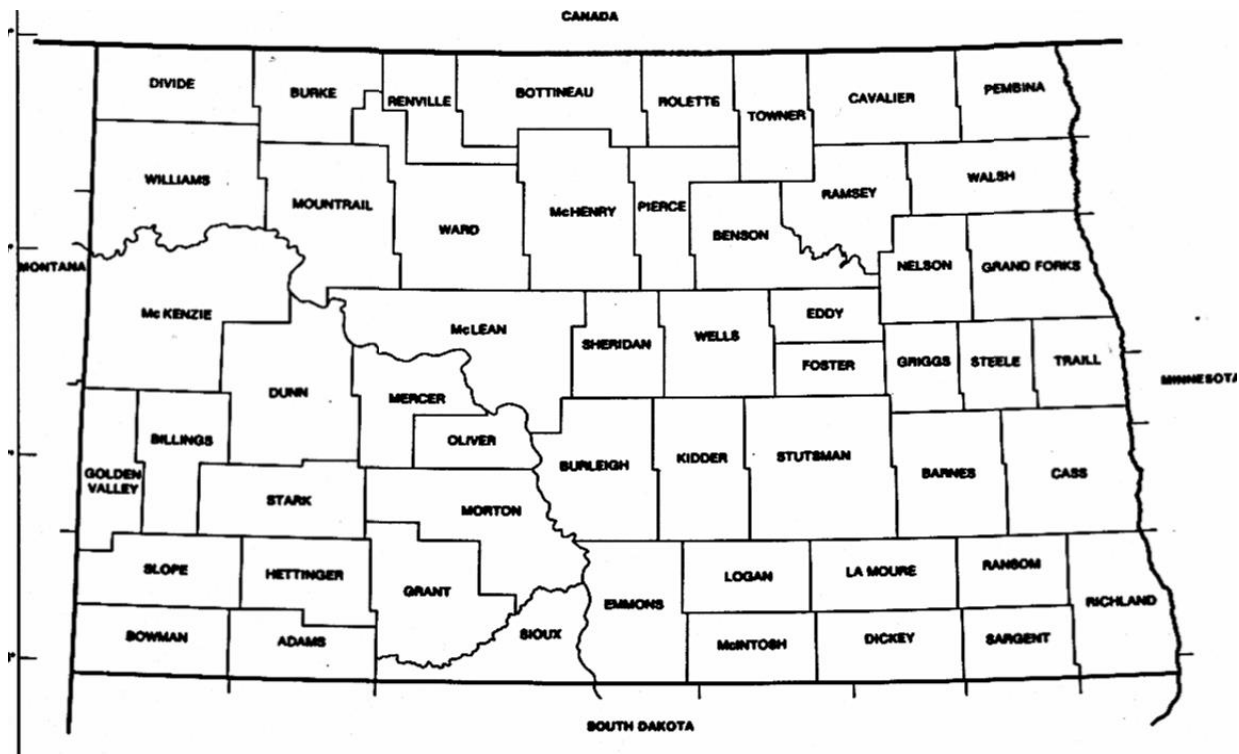 CANADA
DIVIDE
BURKE
RENVILLE
BOTTINEAU
ROLETTE
TOWNER
CAVALIER
PEMBINA
WILLIAMS
MOUNTRAIL
WARD
McHENRY
PIERCE
BENSON
RAMSEY
WALSH
MONTANA
McKENZIE
NELSON
GRAND FORKS
McLEAN
SHERIDAN
WELLS
EDDY
FOSTER
GRIGGS
STEELE
TRAILL
MINNESOTA
DUNN
MERCER
OLIVER
BILLINGS
GOLDEN
VALLEY
STARK
BURLEIGH
KIDDER
STUTSMAN
BARNES
CASS
MORTON
SLOPE
HETTINGER
GRANT
EMMONS
LOGAN
LA MOURE
RANSOM
RICHLAND
BOWMAN
ADAMS
SIOUX
McINTOSH
DICKEY
SARGENT
SOUTH DAKOTA